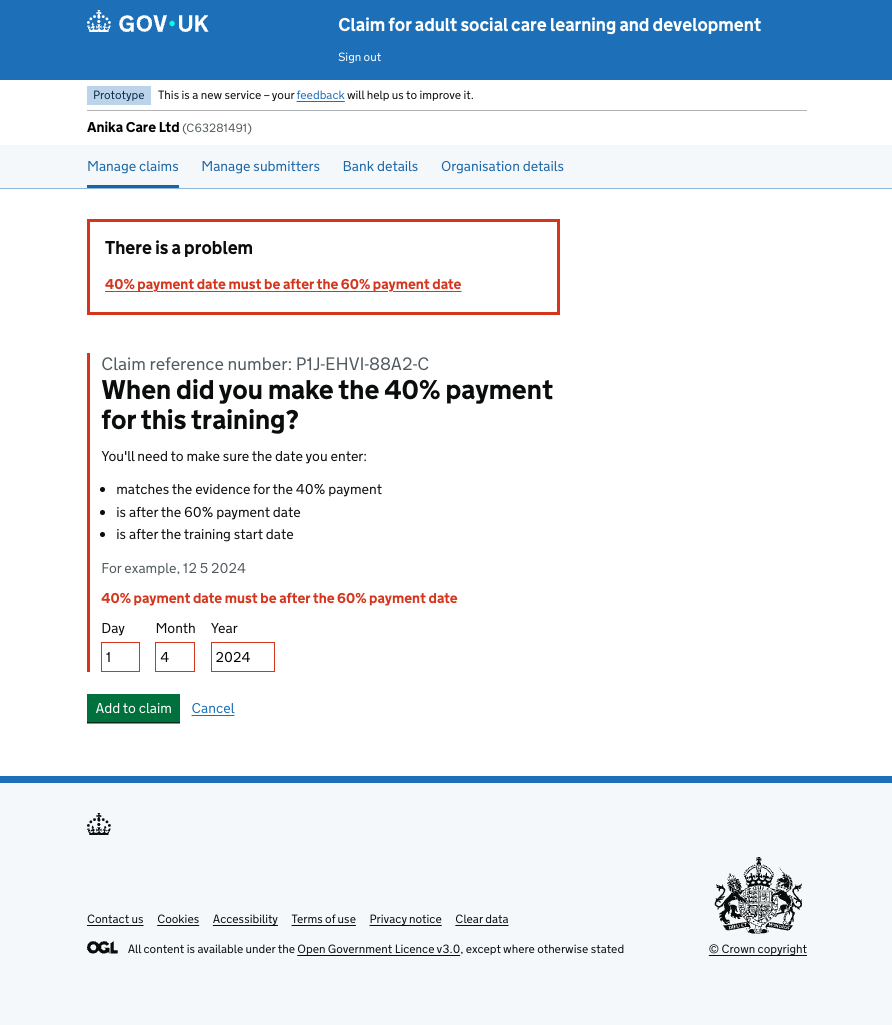 GOV·UK
Claim for adult social care learning and development
Sign out
Prototype This is a new service – your feedback will help us to improve it.
Anika Care Ltd (C63281491)
Manage claims Manage submitters Bank details Organisation details
There is a problem
40% payment date must be after the 60% payment date
Claim reference number: P1J-EHVI-88A2-C
When did you make the 40% payment
for this training?
You'll need to make sure the date you enter:
• matches the evidence for the 40% payment
• is after the 60% payment date
• is after the training start date
For example, 12 5 2024
40% payment date must be after the 60% payment date
Day Month Year
1 4 2024
Add to claim Cancel
Contact us Cookies Accessibility Terms of use Privacy notice Clear data
OGL All content is available under the Open Government Licence v3.0, except where otherwise stated
© Crown copyright